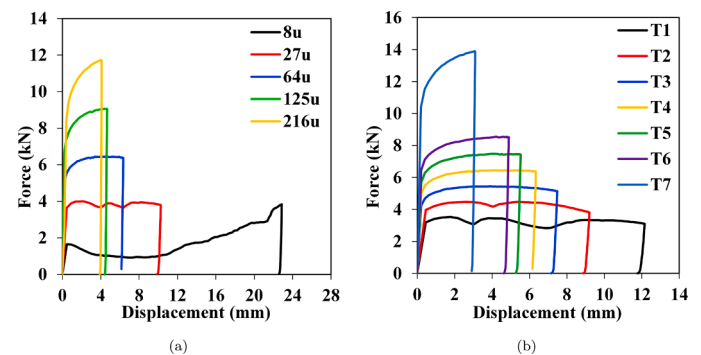 14
12
10
8
6
4
2
0
Force (kN)
8u
27u
64u
125u
216u
0 4 8 12 16 20 24 28
Displacement (mm)
(a)
16
14
12
10
8
6
4
2
0
Force (kN)
T1
T2
T3
T4
T5
T6
T7
0 2 4 6 8 10 12 14
Displacement (mm)
(b)